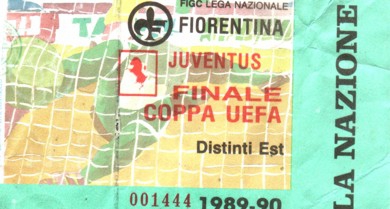 FIGC LEGA NAZIONALE
FIORENTINA
JUVENTUS
FINALE
COPPA UEFA
Distinti Est
001444 1989-90
LA NAZIONE